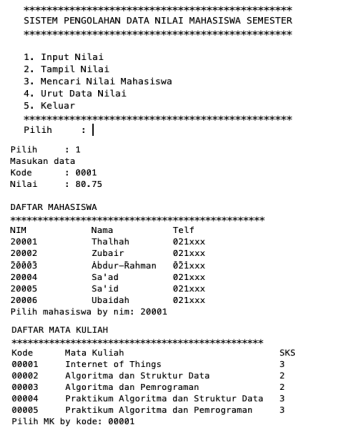 ************************************************
SISTEM PENGOLAHAN DATA NILAI MAHASISWA SEMESTER
************************************************
1. Input Nilai
2. Tampil Nilai
3. Mencari Nilai Mahasiswa
4. Urut Data Nilai
5. Keluar
************************************************
Pilih     :
Pilih     : 1
Masukan data
Kode      : 0001
Nilai     : 80.75
DAFTAR MAHASISWA
************************************************
NIM            Nama           Telf
20001          Thalhah        021xxx
20002          Zubair         021xxx
20003          Abdur-Rahman   021xxx
20004          Sa'ad          021xxx
20005          Sa'id          021xxx
20006          Ubaidah        021xxx
Pilih mahasiswa by nim: 20001
DAFTAR MATA KULIAH
************************************************
Kode      Mata Kuliah                             SKS
00001     Internet of Things                      3
00002     Algoritma dan Struktur Data             2
00003     Algoritma dan Pemrograman               2
00004     Praktikum Algoritma dan Struktur Data   3
00005     Praktikum Algoritma dan Pemrograman     3
Pilih MK by kode: 00001